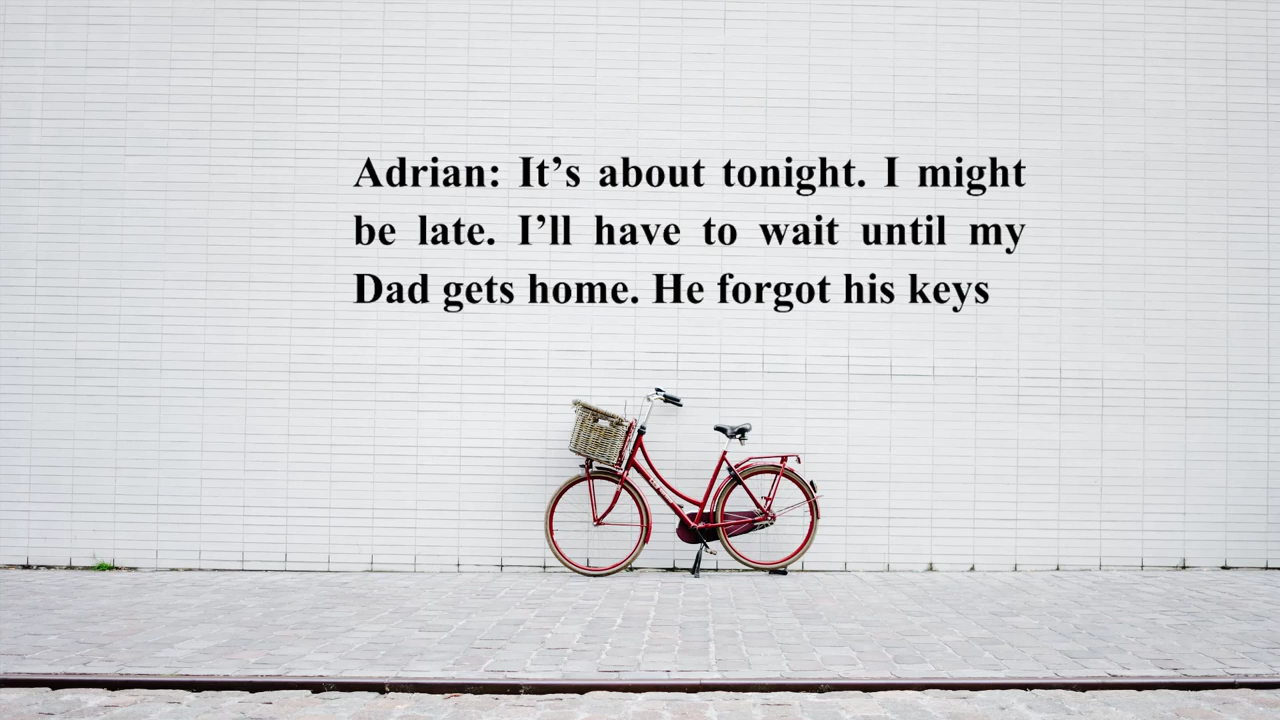 Adrian: It’s about tonight. I might
be late. I’ll have to wait until my
Dad gets home. He forgot his keys